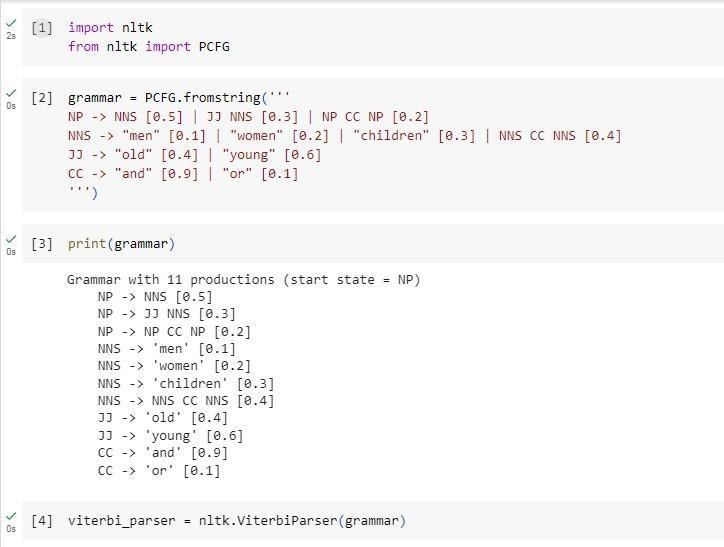 [1] import nltk
2s from nltk import PCFG
[2] grammar = PCFG.fromstring('''
0s
NP -> NNS [0.5] | JJ NNS [0.3] | NP CC NP [0.2]
NNS -> "men" [0.1] | "women" [0.2] | "children" [0.3] | NNS CC NNS [0.4]
JJ -> "old" [0.4] | "young" [0.6]
CC -> "and" [0.9] | "or" [0.1]
''')
[3] print(grammar)
0s
Grammar with 11 productions (start state = NP)
NP -> NNS [0.5]
NP -> JJ NNS [0.3]
NP -> NP CC NP [0.2]
NNS -> 'men' [0.1]
NNS -> 'women' [0.2]
NNS -> 'children' [0.3]
NNS -> NNS CC NNS [0.4]
JJ -> 'old' [0.4]
JJ -> 'young' [0.6]
CC -> 'and' [0.9]
CC -> 'or' [0.1]
[4] viterbi_parser = nltk.ViterbiParser(grammar)
0s